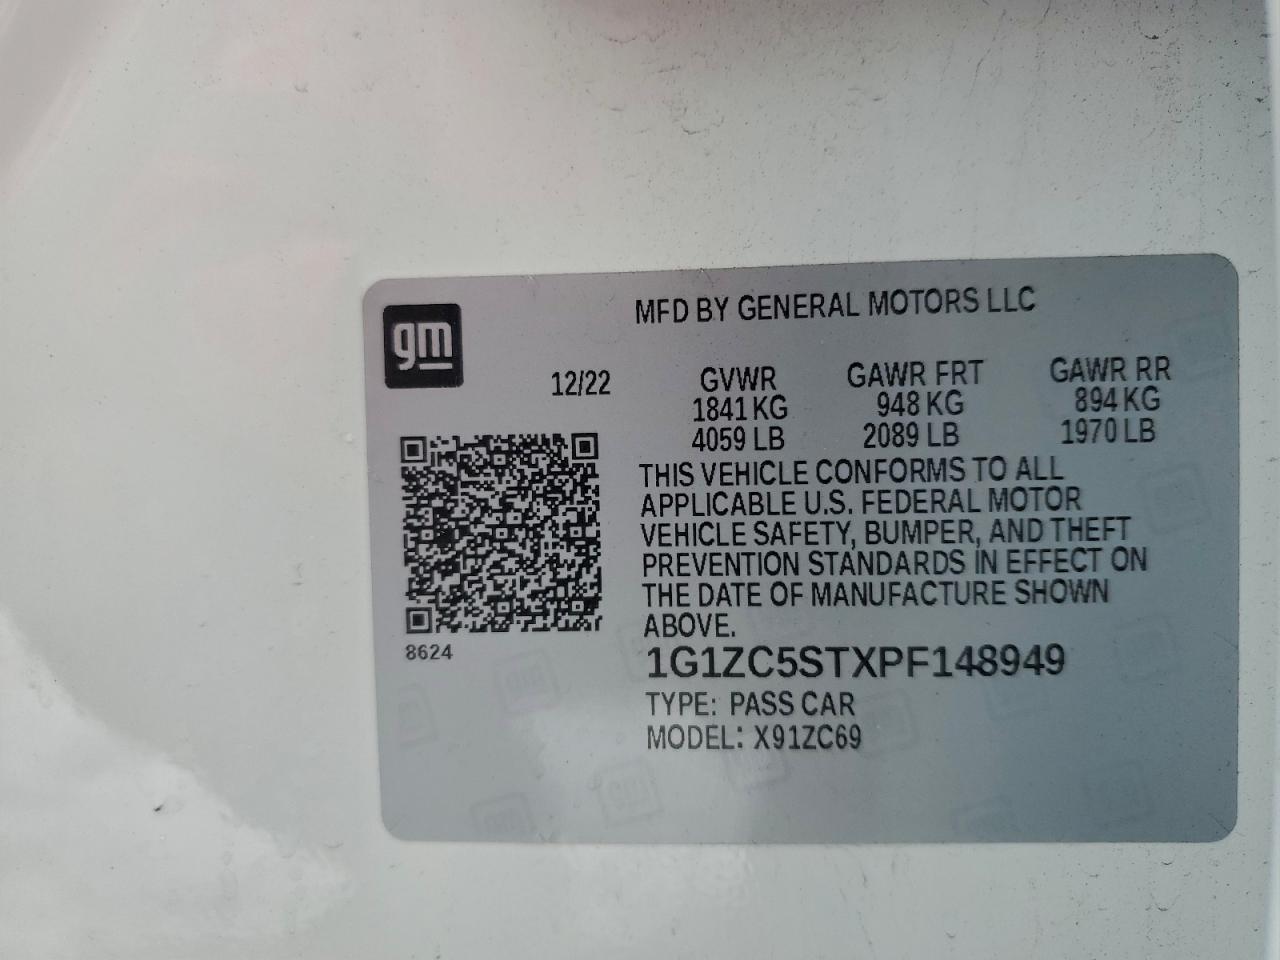 MFD BY GENERAL MOTORS LLC
gm
12/22 GVWR GAWR FRT GAWR RR
1841 KG 948 KG 894 KG
4059 LB 2089 LB 1970 LB
THIS VEHICLE CONFORMS TO ALL
APPLICABLE U.S. FEDERAL MOTOR
VEHICLE SAFETY, BUMPER, AND THEFT
PREVENTION STANDARDS IN EFFECT ON
THE DATE OF MANUFACTURE SHOWN
ABOVE.
8624
1G1ZC5STXPF148949
TYPE: PASS CAR
MODEL: X91ZC69